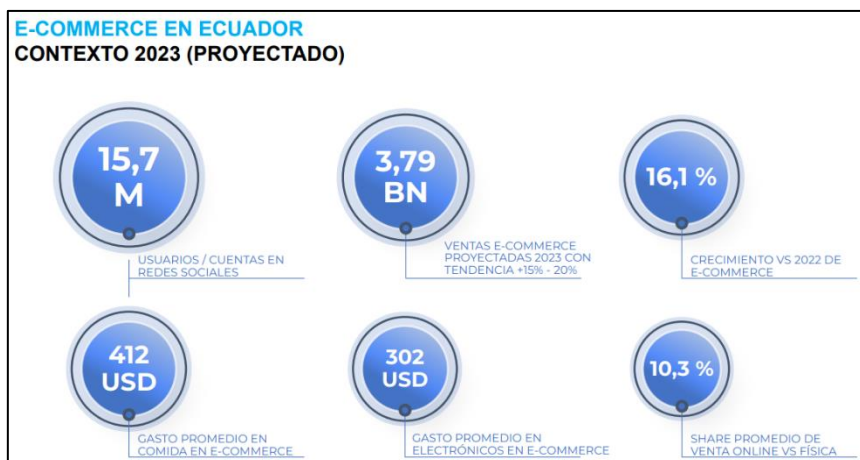 E-COMMERCE EN ECUADOR
CONTEXTO 2023 (PROYECTADO)
15,7
M
USUARIOS / CUENTAS EN
REDES SOCIALES
3,79
BN
VENTAS E-COMMERCE
PROYECTADAS 2023 CON
TENDENCIA +15% - 20%
16,1 %
CRECIMIENTO VS 2022 DE
E-COMMERCE
412
USD
GASTO PROMEDIO EN
COMIDA EN E-COMMERCE
302
USD
GASTO PROMEDIO EN
ELECTRÓNICOS EN E-COMMERCE
10,3 %
SHARE PROMEDIO DE
VENTA ONLINE VS FÍSICA